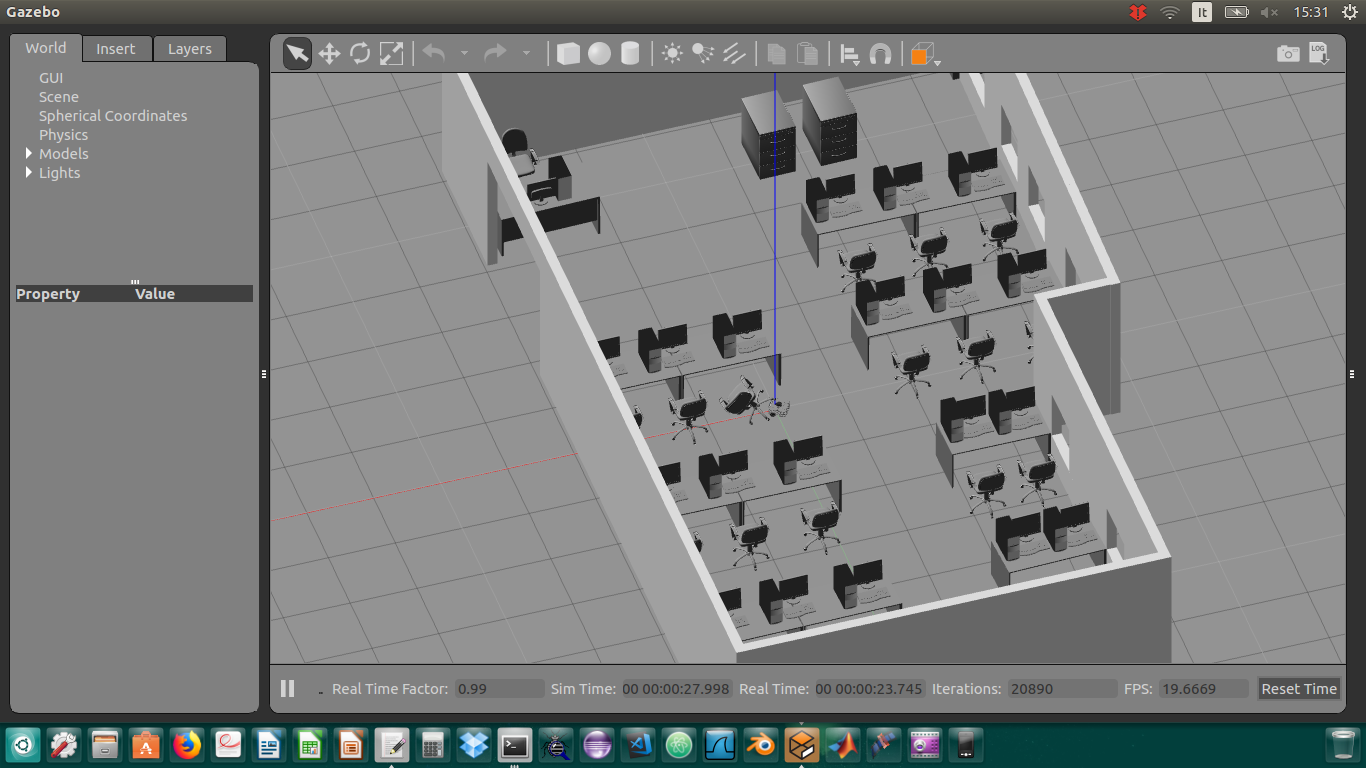 Gazebo
It
15:31
World Insert Layers
LOG
GUI
Scene
Spherical Coordinates
Physics
Models
Lights
Property Value
Real Time Factor: 0.99 Sim Time: 00 00:00:27.998 Real Time: 00 00:00:23.745 Iterations: 20890 FPS: 19.6669 Reset Time